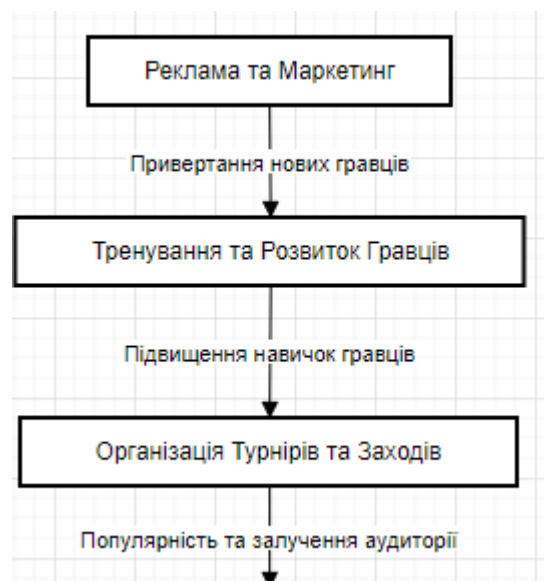 Реклама та Маркетинг
Привертання нових гравців
Тренування та Розвиток Гравців
Підвищення навичок гравців
Організація Турнірів та Заходів
Популярність та залучення аудиторії